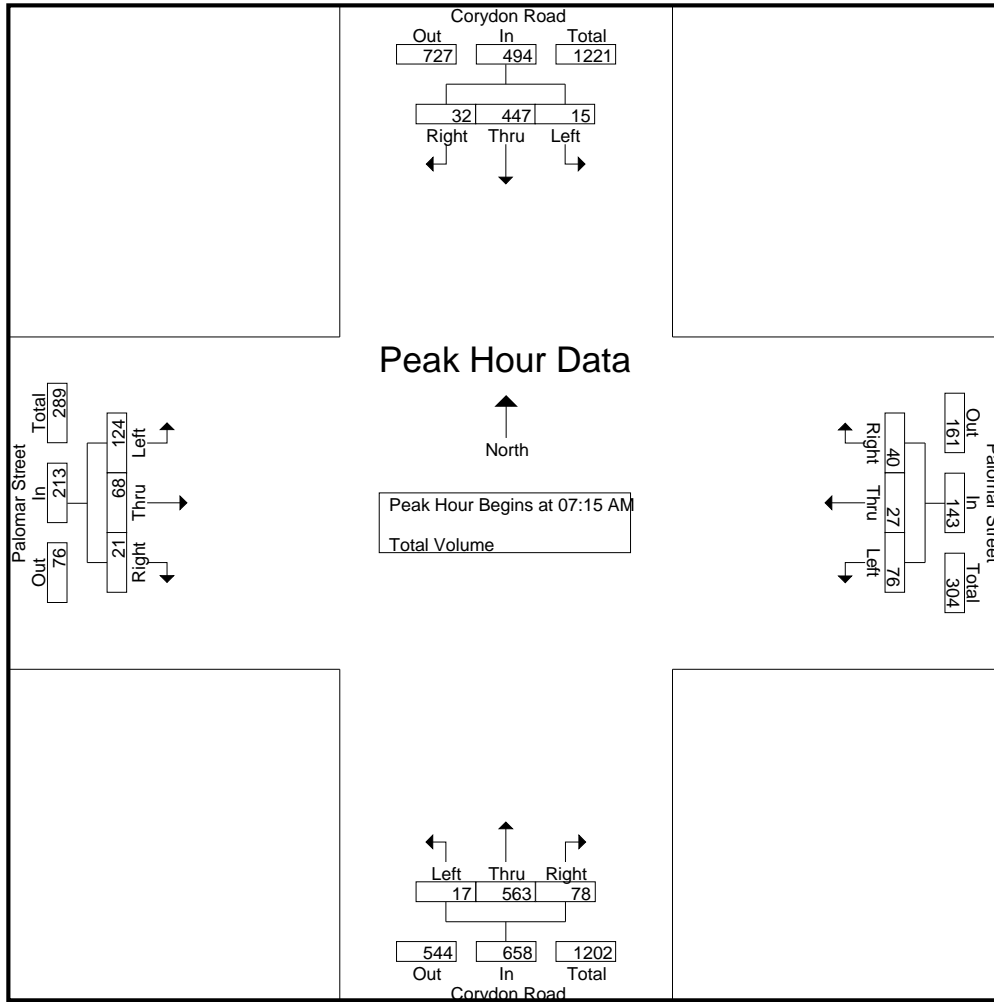 Corydon Road
Out In Total
727 494 1221
32 447 15
Right Thru Left
Peak Hour Data
North
Peak Hour Begins at 07:15 AM
Total Volume
Palomar Street
Out In Total
76 213 289
Left Thru Right
124 68 21
Palomar Street
Out In Total
161 143 304
Right Thru Left
40 27 76
Left Thru Right
17 563 78
544 658 1202
Out In Total
Corydon Road